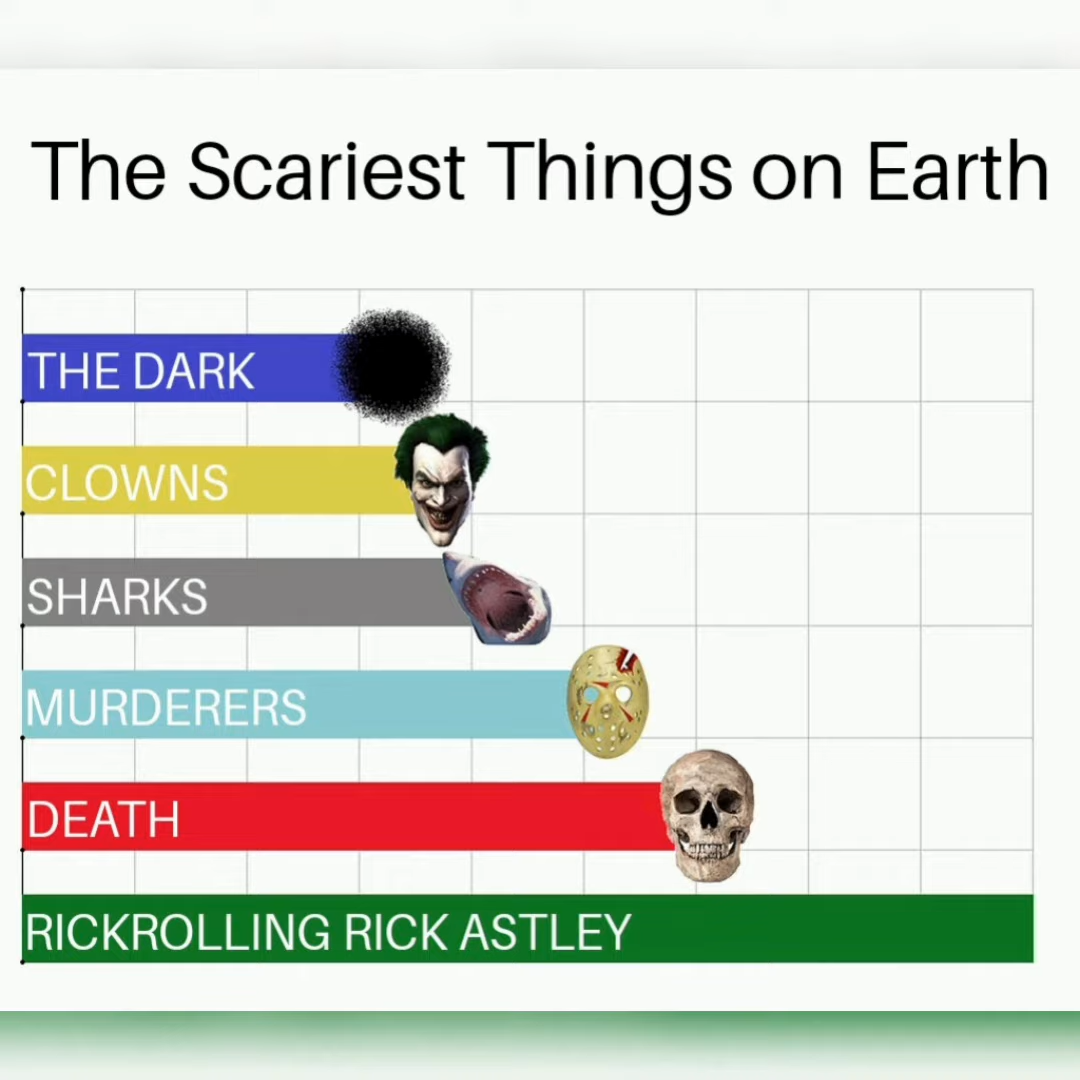 The Scariest Things on Earth
THE DARK
CLOWNS
SHARKS
MURDERERS
DEATH
RICKROLLING RICK ASTLEY